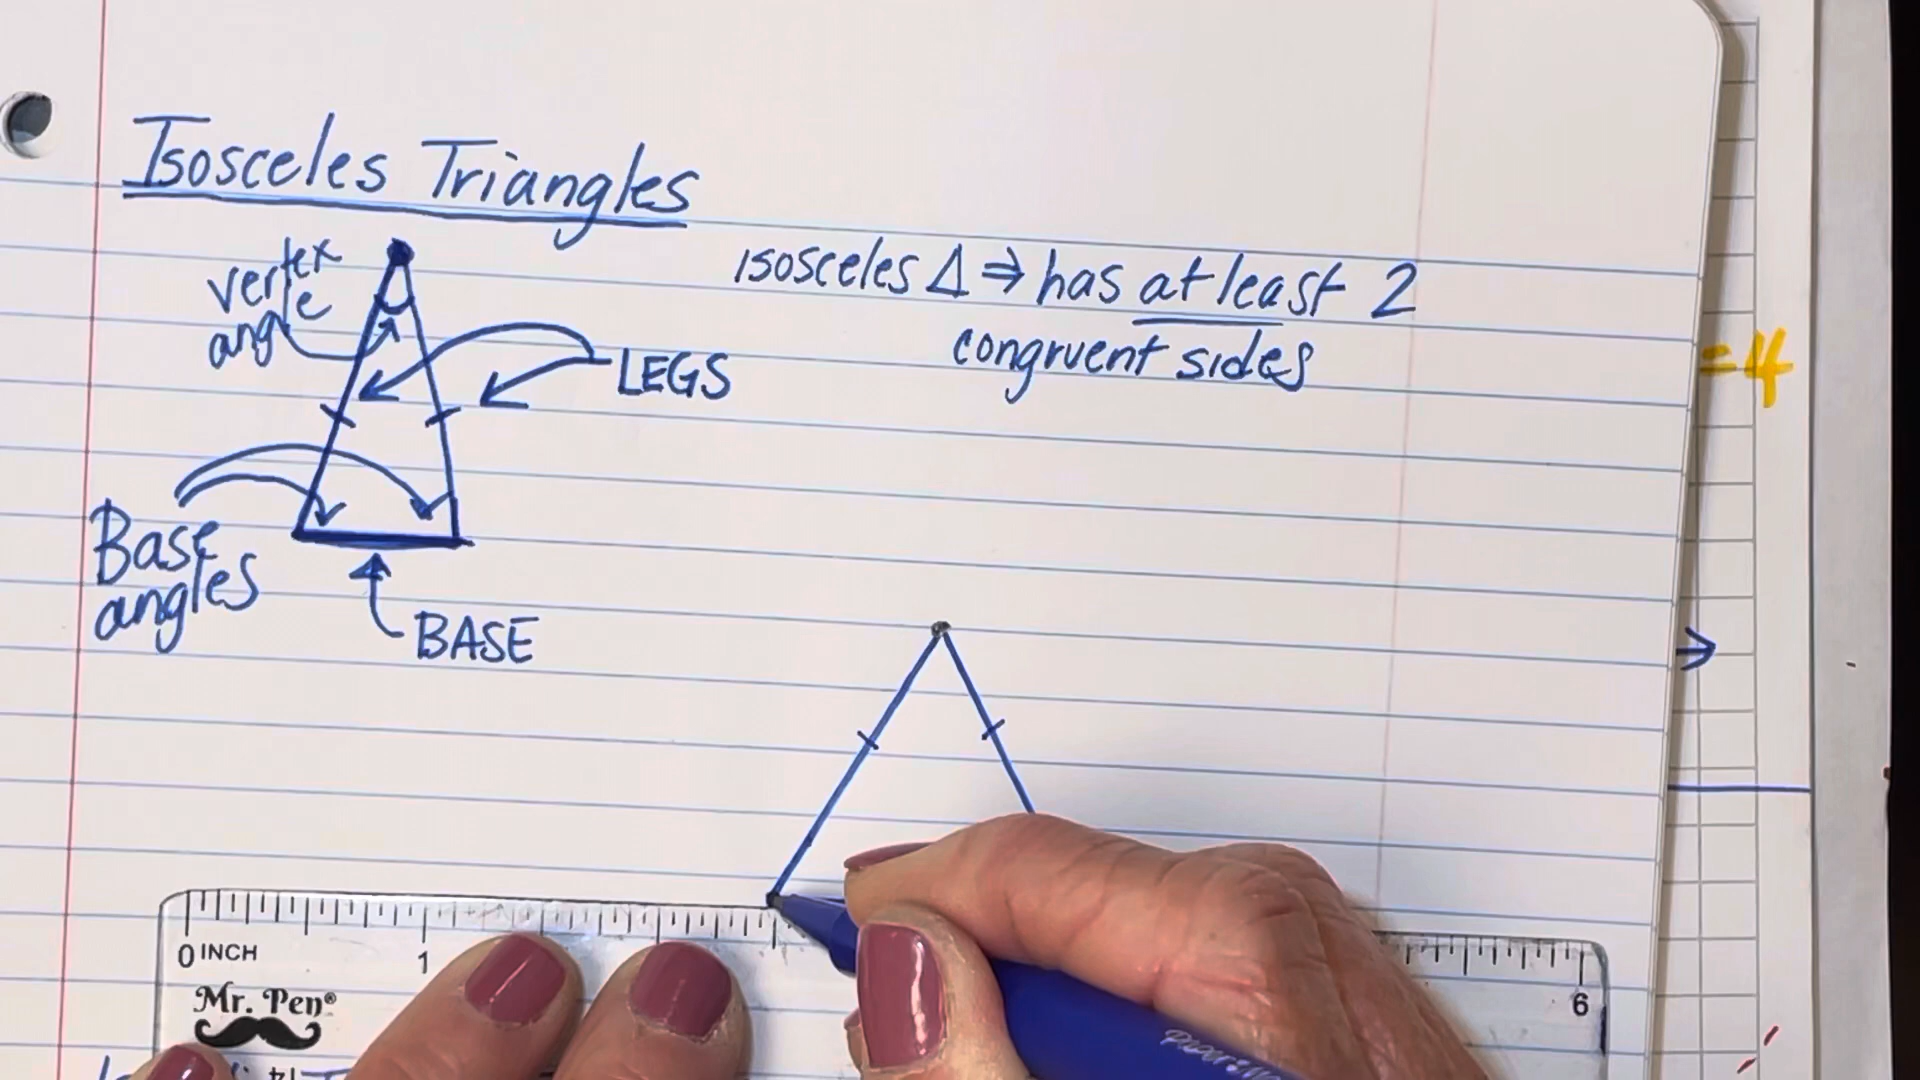 Isosceles Triangles
vertex
angle
isosceles Δ ⇒ has at least 2
congruent sides
LEGS
Base
angles
BASE
= 4
0 INCH 1 6
Mr. Pen®